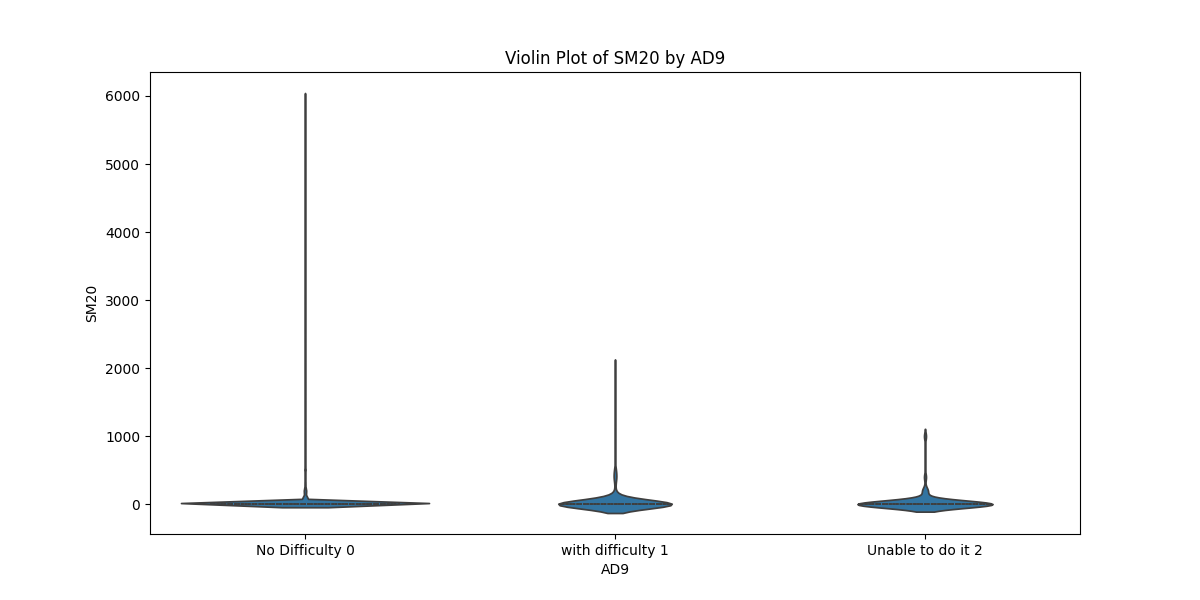 Violin Plot of SM20 by AD9
6000
5000
4000
3000
2000
1000
0
SM20
No Difficulty 0
with difficulty 1
Unable to do it 2
AD9